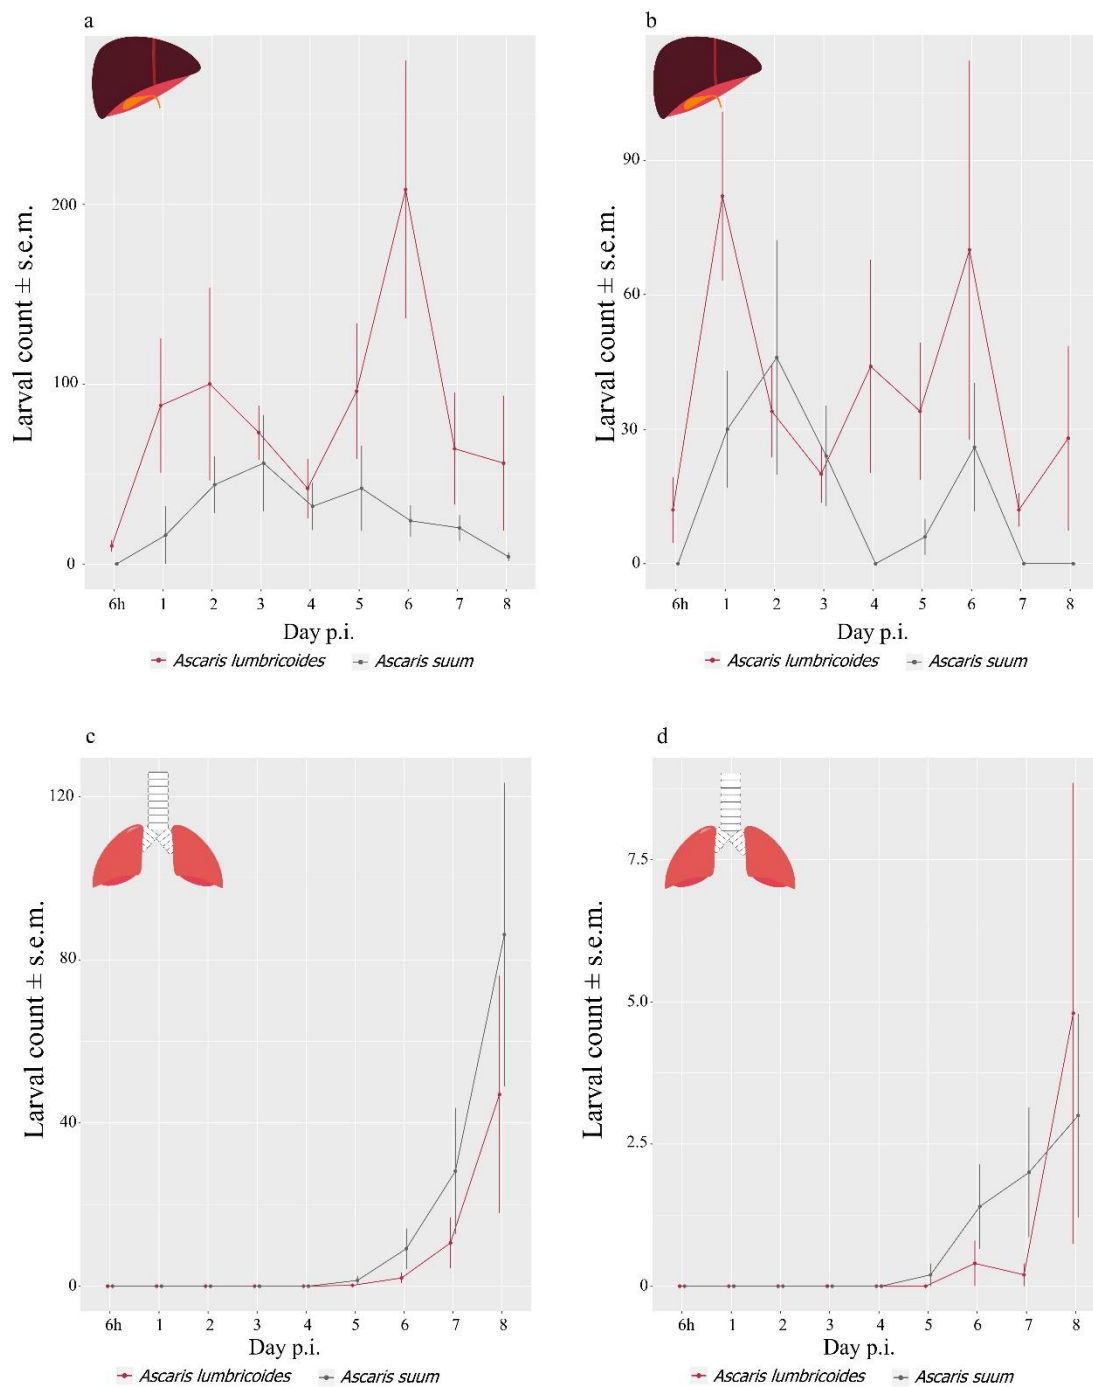 a
b
200
100
0
Larval count ± s.e.m.
6h 1 2 3 4 5 6 7 8
Day p.i.
Ascaris lumbricoides Ascaris suum
90
60
30
0
Larval count ± s.e.m.
6h 1 2 3 4 5 6 7 8
Day p.i.
Ascaris lumbricoides Ascaris suum
c
d
120
80
40
0
Larval count ± s.e.m.
6h 1 2 3 4 5 6 7 8
Day p.i.
Ascaris lumbricoides Ascaris suum
7.5
5.0
2.5
0
Larval count ± s.e.m.
6h 1 2 3 4 5 6 7 8
Day p.i.
Ascaris lumbricoides Ascaris suum